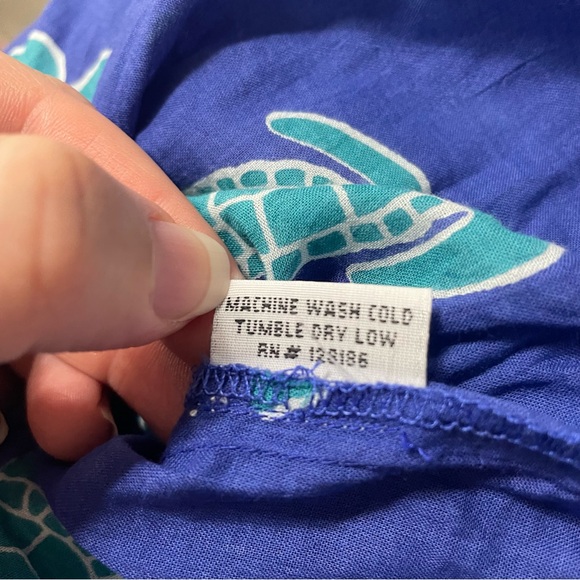 MACHINE WASH COLD
TUMBLE DRY LOW
RN# 128186